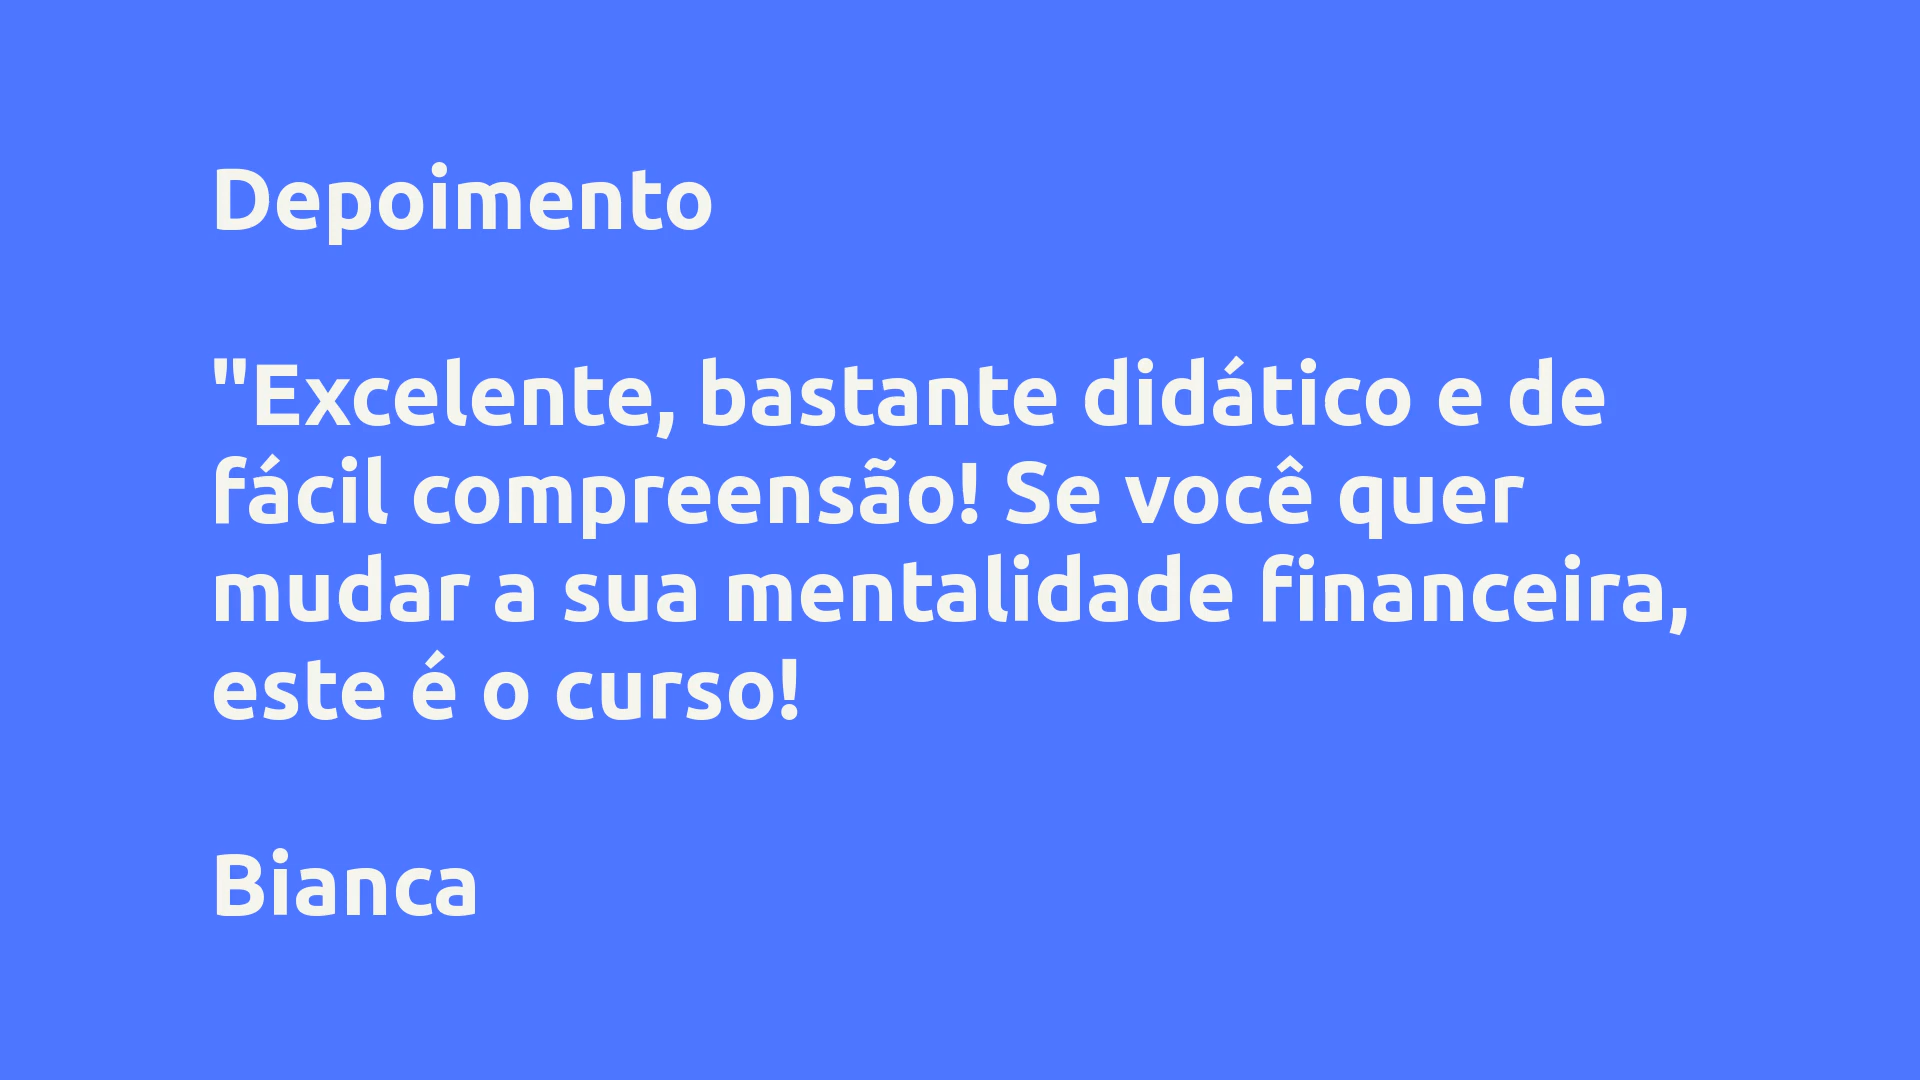 Depoimento
"Excelente, bastante didático e de
fácil compreensão! Se você quer
mudar a sua mentalidade financeira,
este é o curso!
Bianca